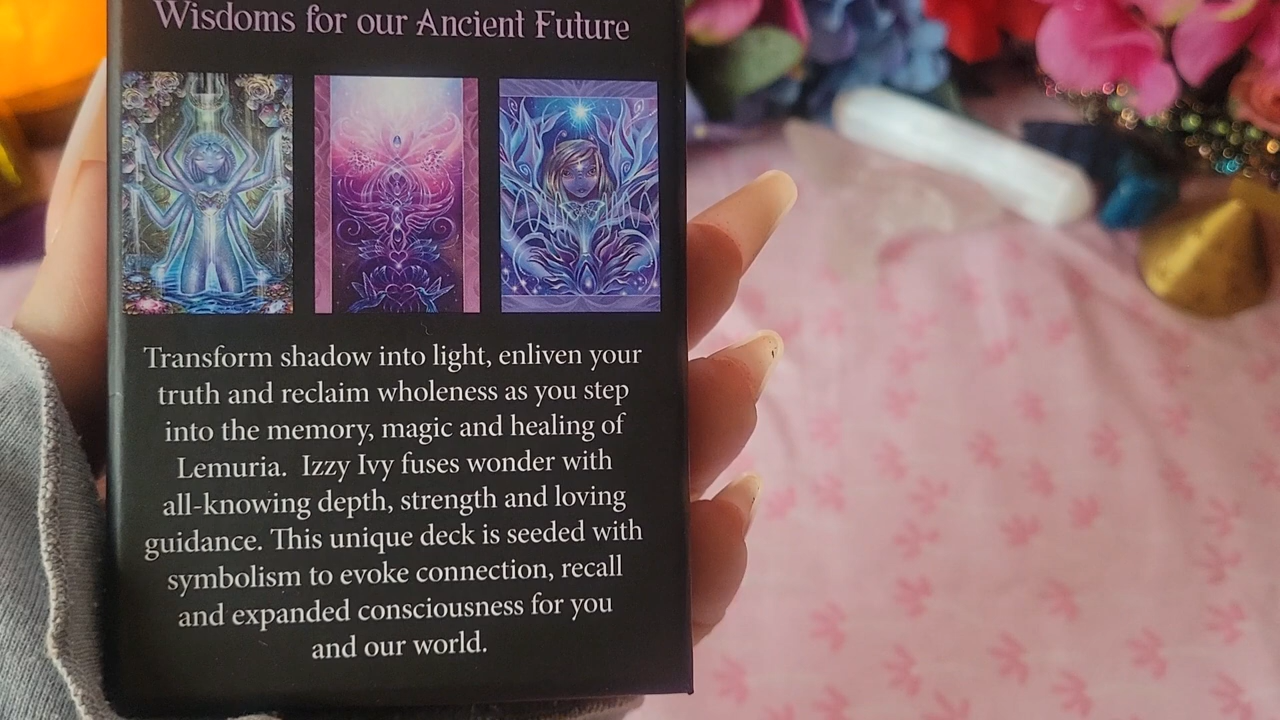 Wisdoms for our Ancient Future
Transform shadow into light, enliven your
truth and reclaim wholeness as you step
into the memory, magic and healing of
Lemuria. Izzy Ivy fuses wonder with
all-knowing depth, strength and loving
guidance. This unique deck is seeded with
symbolism to evoke connection, recall
and expanded consciousness for you
and our world.